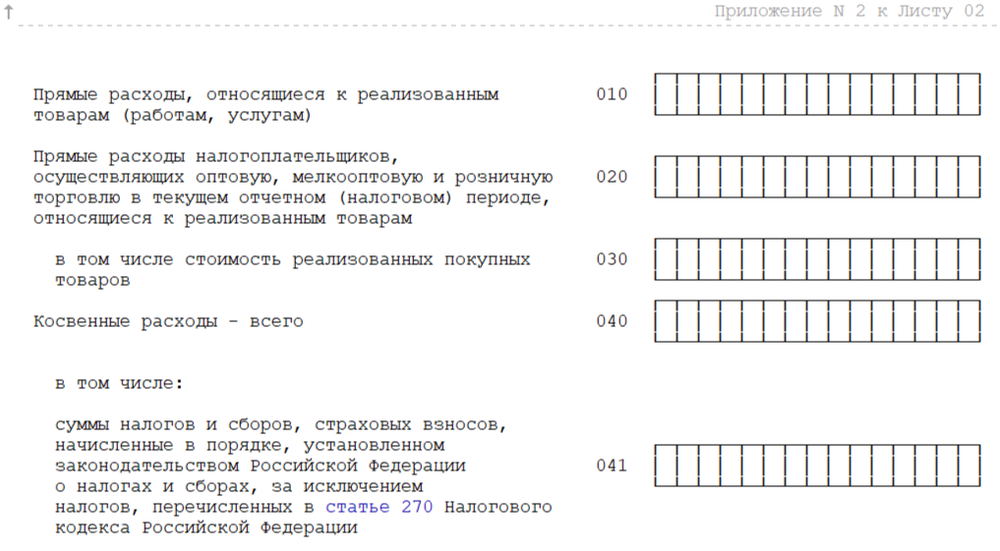 Приложение N 2 к Листу 02
Прямые расходы, относящиеся к реализованным 010
товарам (работам, услугам)
Прямые расходы налогоплательщиков,
осуществляющих оптовую, мелкооптовую и розничную 020
торговлю в текущем отчетном (налоговом) периоде,
относящиеся к реализованным товарам
в том числе стоимость реализованных покупных 030
товаров
Косвенные расходы - всего 040
в том числе:
суммы налогов и сборов, страховых взносов,
начисленные в порядке, установленном
законодательством Российской Федерации 041
о налогах и сборах, за исключением
налогов, перечисленных в статье 270 Налогового
кодекса Российской Федерации